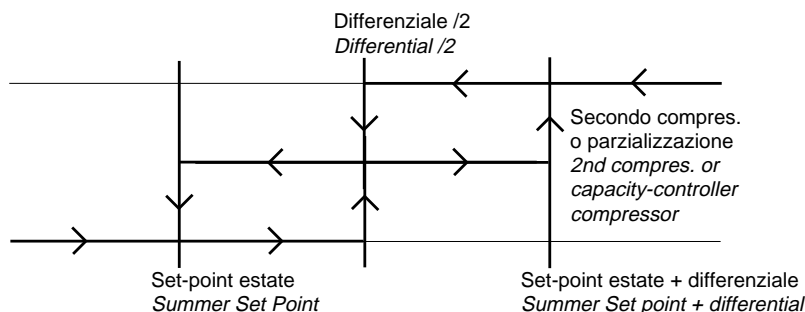 Differenziale /2
Differential /2
Secondo compres.
o parzializzazione
2nd compres. or
capacity-controller
compressor
Set-point estate
Summer Set Point
Set-point estate + differenziale
Summer Set point + differential